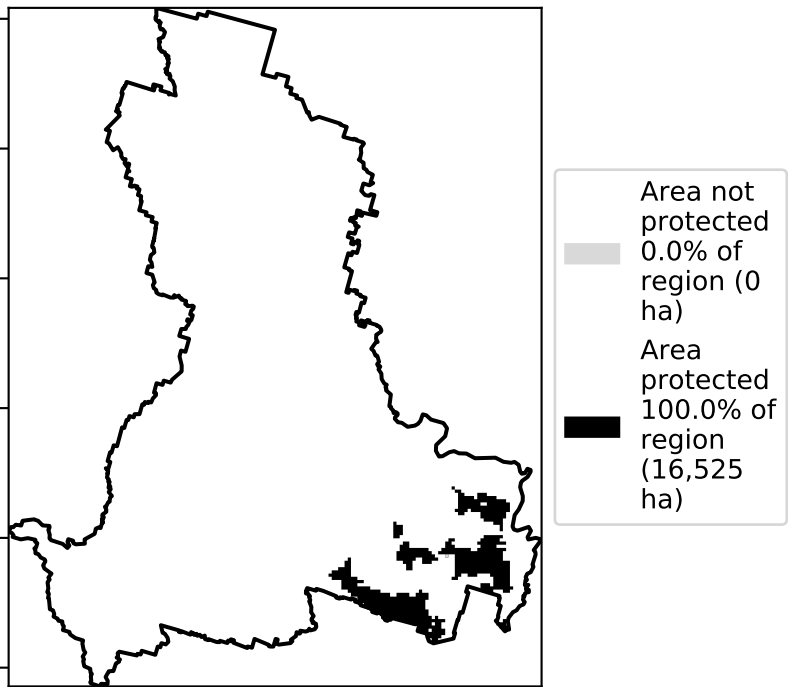 Area not
protected
0.0% of
region (0
ha)
Area
protected
100.0% of
region
(16,525
ha)